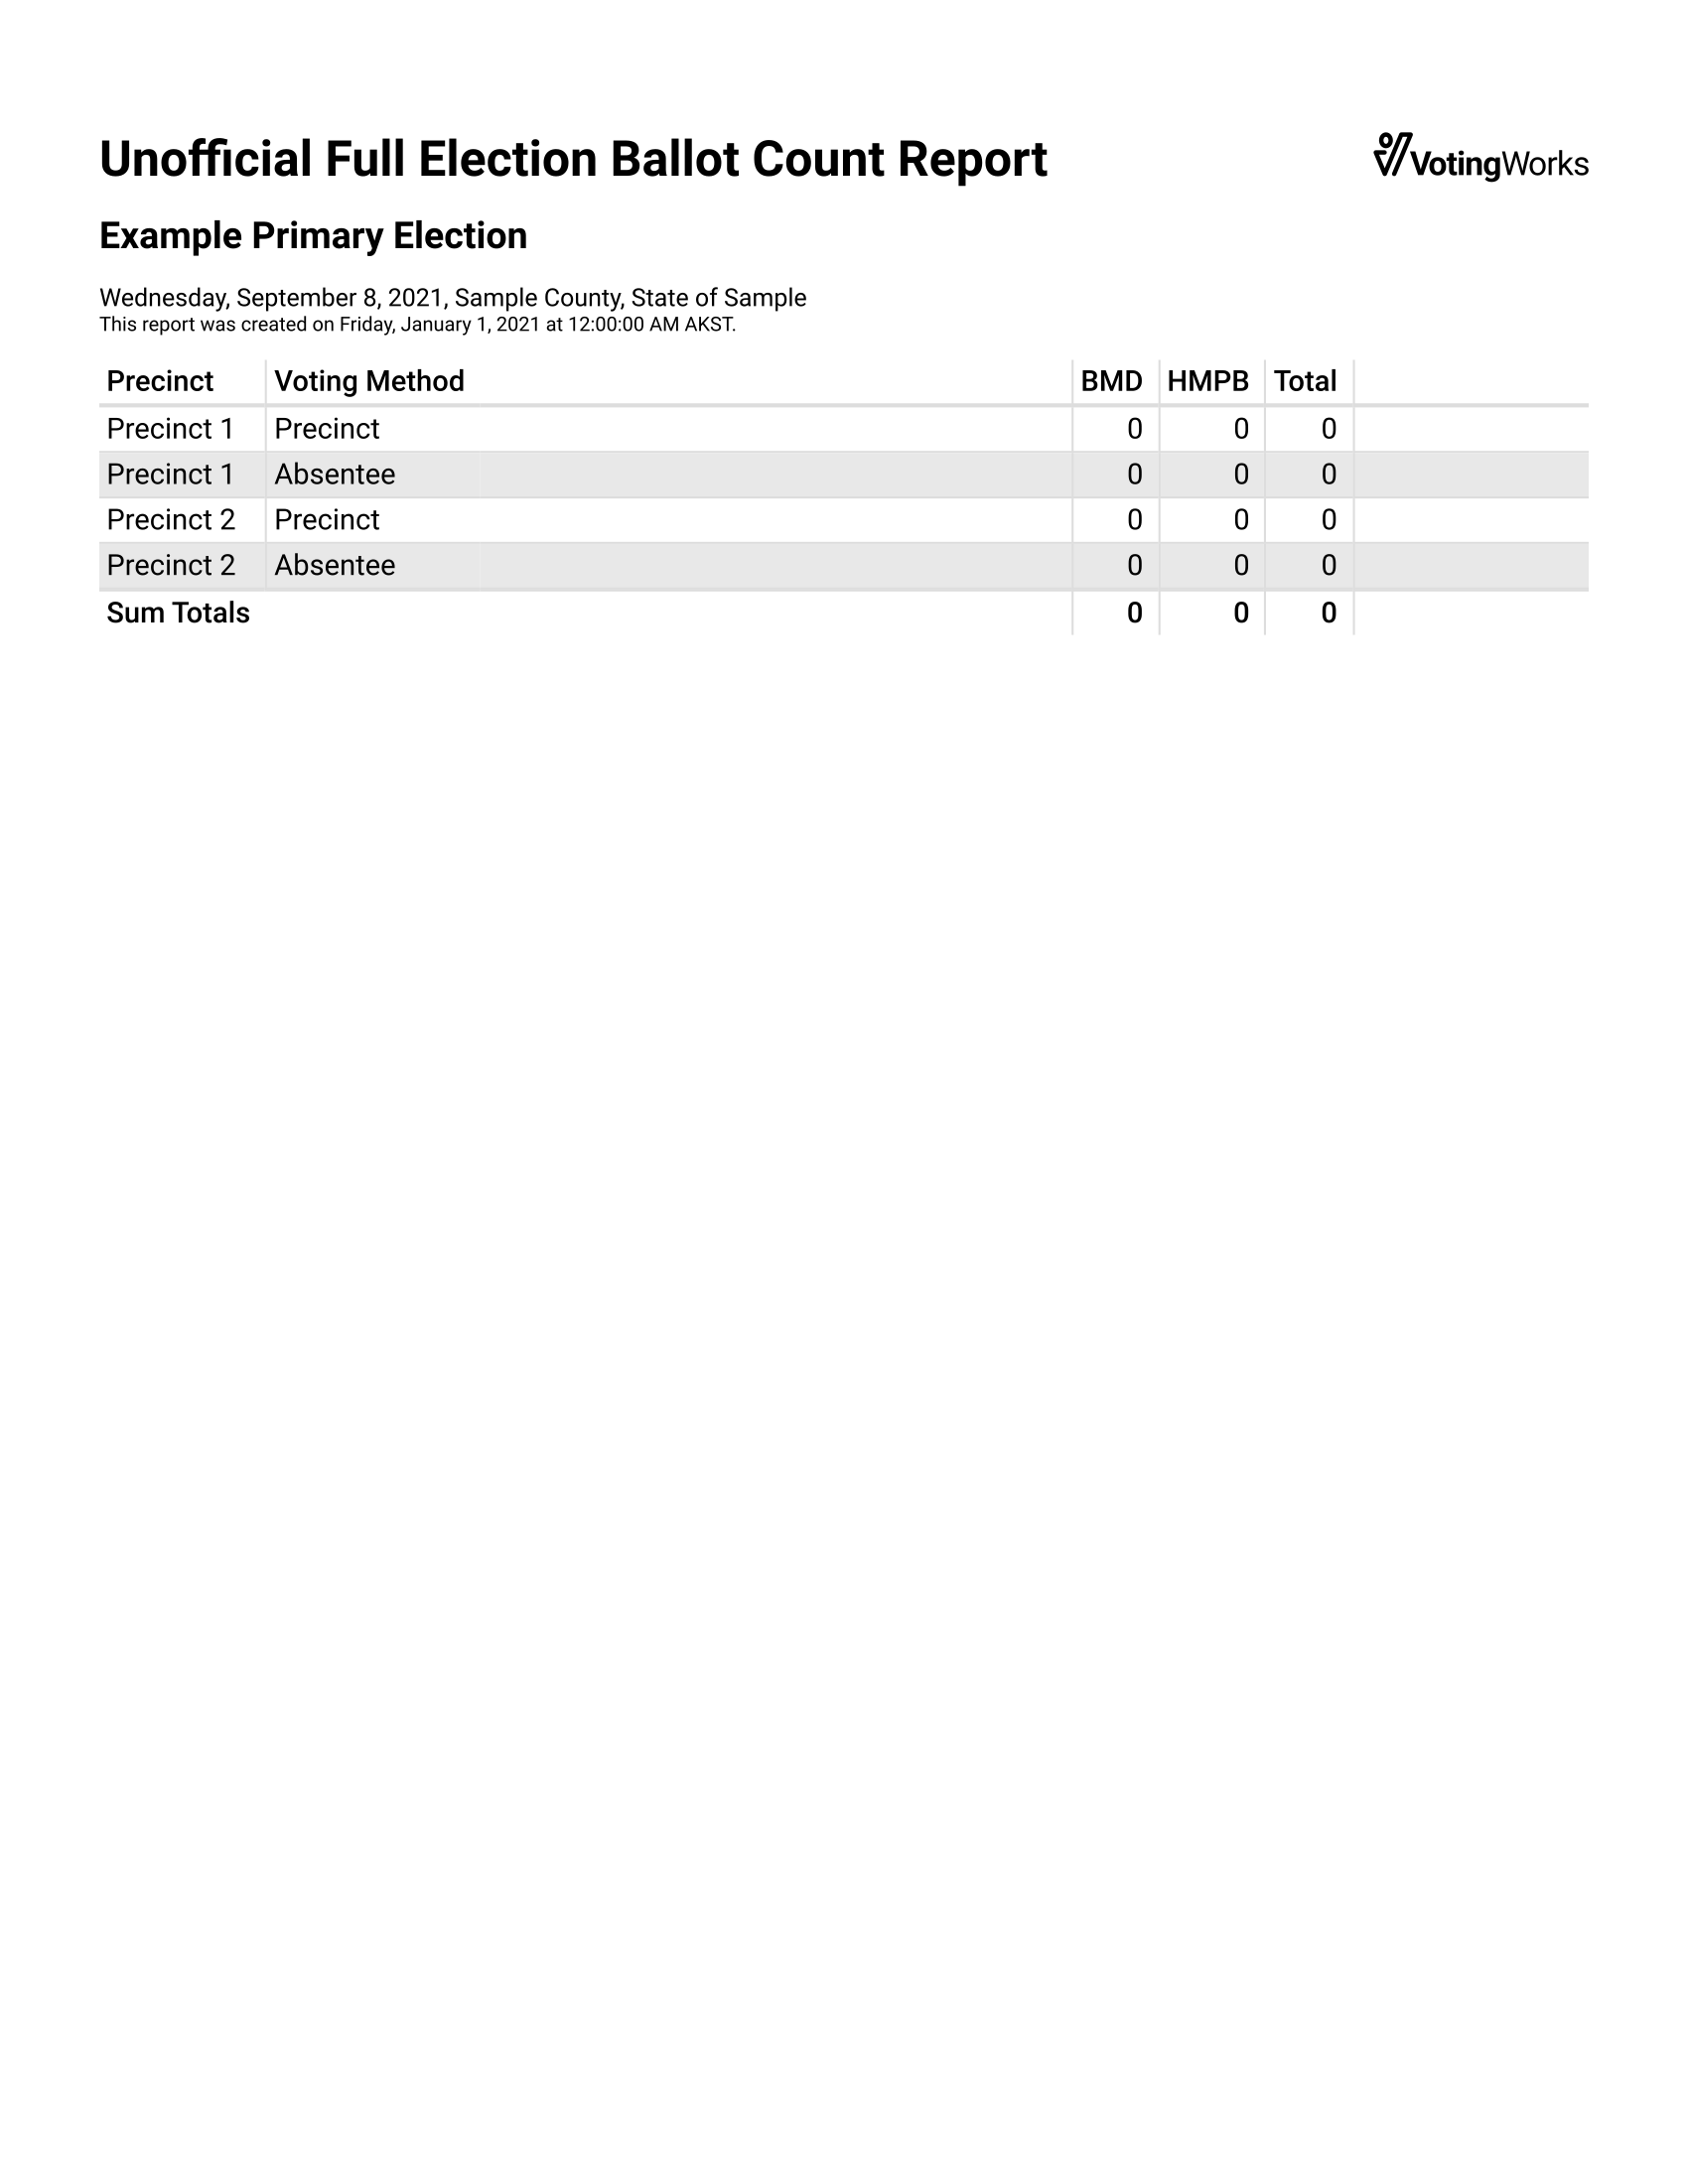 Unofficial Full Election Ballot Count Report
VotingWorks
Example Primary Election
Wednesday, September 8, 2021, Sample County, State of Sample
This report was created on Friday, January 1, 2021 at 12:00:00 AM AKST.
Precinct Voting Method BMD HMPB Total
Precinct 1 Precinct 0 0 0
Precinct 1 Absentee 0 0 0
Precinct 2 Precinct 0 0 0
Precinct 2 Absentee 0 0 0
Sum Totals 0 0 0